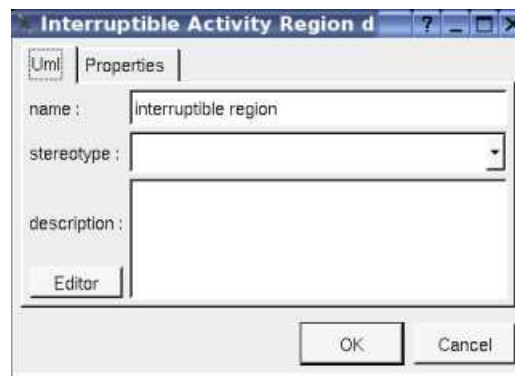 Interruptible Activity Region d
Uml Properties
name : interruptible region
stereotype :
description :
Editor
OK Cancel